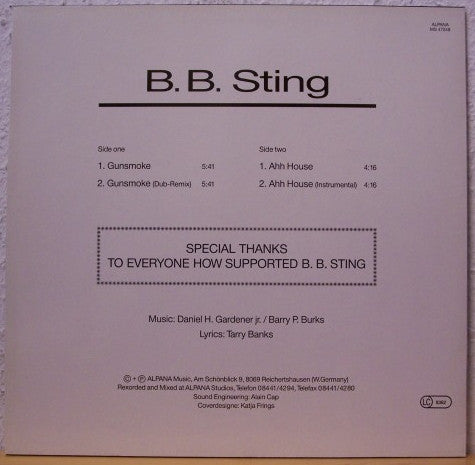 ALPANA
MS 47248
B. B. Sting
Side one
1. Gunsmoke 5:41
2. Gunsmoke (Dub-Remix) 5:41
Side two
1. Ahh House 4:16
2. Ahh House (Instrumental) 4:16
SPECIAL THANKS
TO EVERYONE HOW SUPPORTED B. B. STING
Music: Daniel H. Gardener jr. / Barry P. Burks
Lyrics: Tarry Banks
© + ℗ ALPANA Music, Am Schönblick 9, 8069 Reichertshausen (W.Germany)
Rexorded and Mixed at ALPANA Studios, Telefon 08441/4294, Telefax 08441/4280
Sound Engineering: Alain Cap
Coverdesigne: Katja Frings
LC 8362